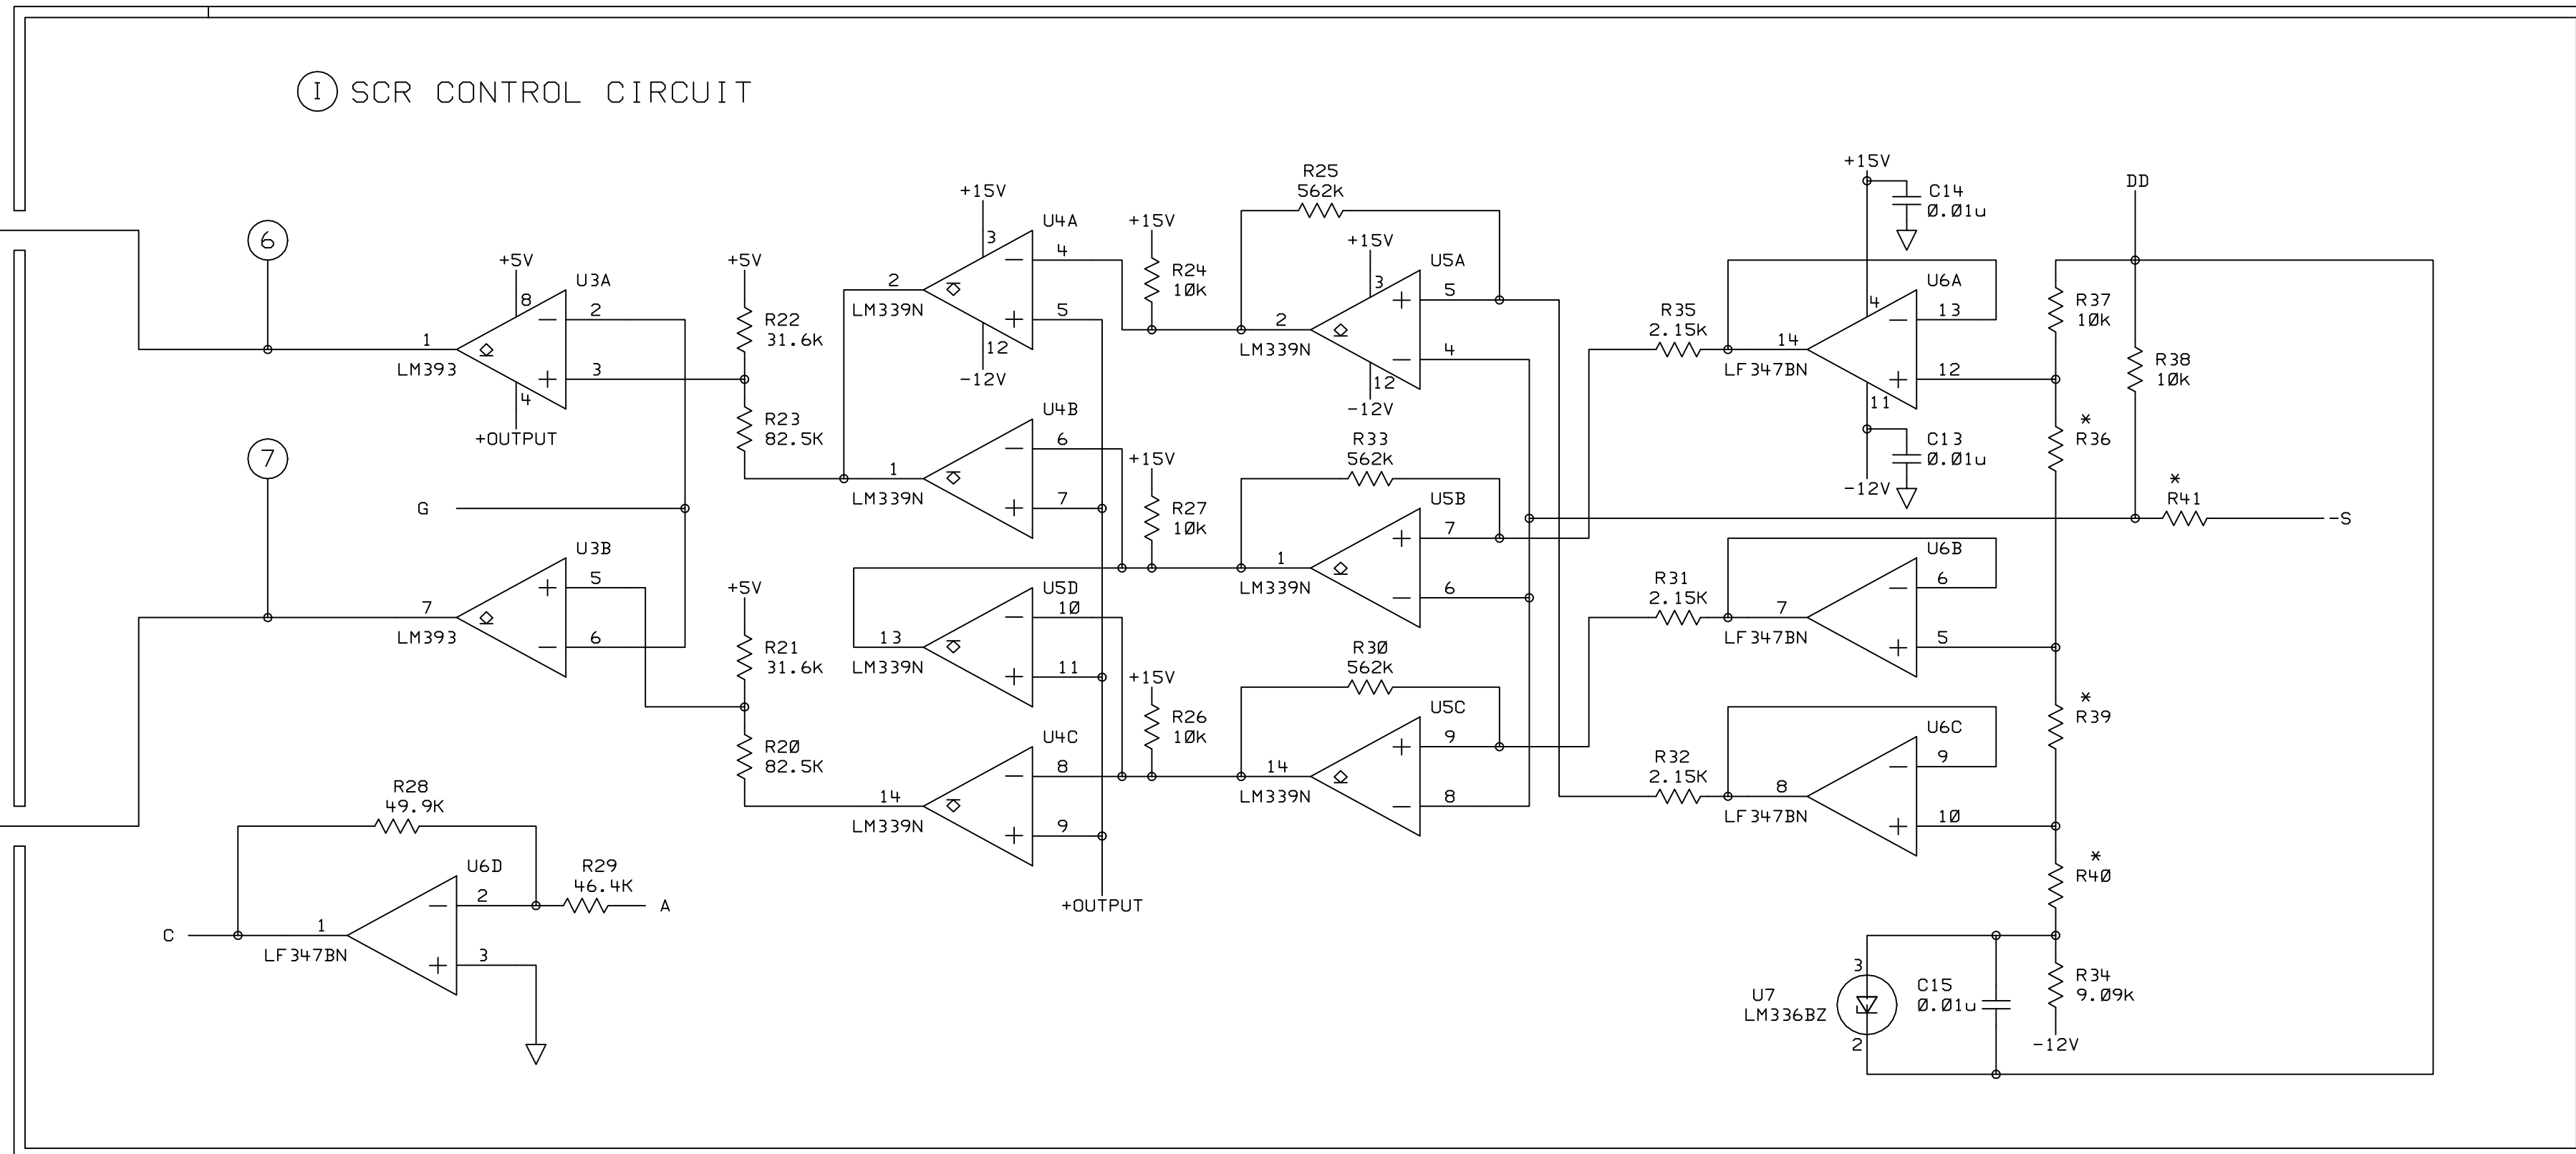 I SCR CONTROL CIRCUIT
6
1
LM393
+5V
8
U3A
2
3
4
+OUTPUT
7
G
U3B
5
7
LM393
6
+5V
R22
31.6k
R23
82.5K
+5V
R21
31.6k
R20
82.5K
+15V
U4A
3
4
2
LM339N
5
12
-12V
U4B
6
1
LM339N
7
U5D
10
13
LM339N
11
U4C
8
14
LM339N
9
+OUTPUT
+15V
R24
10k
+15V
R27
10k
+15V
R26
10k
R25
562k
+15V
U5A
3
5
2
LM339N
4
12
-12V
R33
562k
U5B
7
1
LM339N
6
R30
562k
U5C
9
14
LM339N
8
R35
2.15k
R31
2.15K
R32
2.15K
+15V
C14
0.01u
U6A
4
13
14
LF347BN
12
11
C13
0.01u
-12V
U6B
6
7
LF347BN
5
U6C
9
8
LF347BN
10
DD
R37
10k
R38
10k
*
R36
*
R41
-S
*
R39
*
R40
3
U7
LM336BZ
2
C15
0.01u
R34
9.09k
-12V
R28
49.9K
U6D
R29
46.4K
2
A
C
1
LF347BN
3